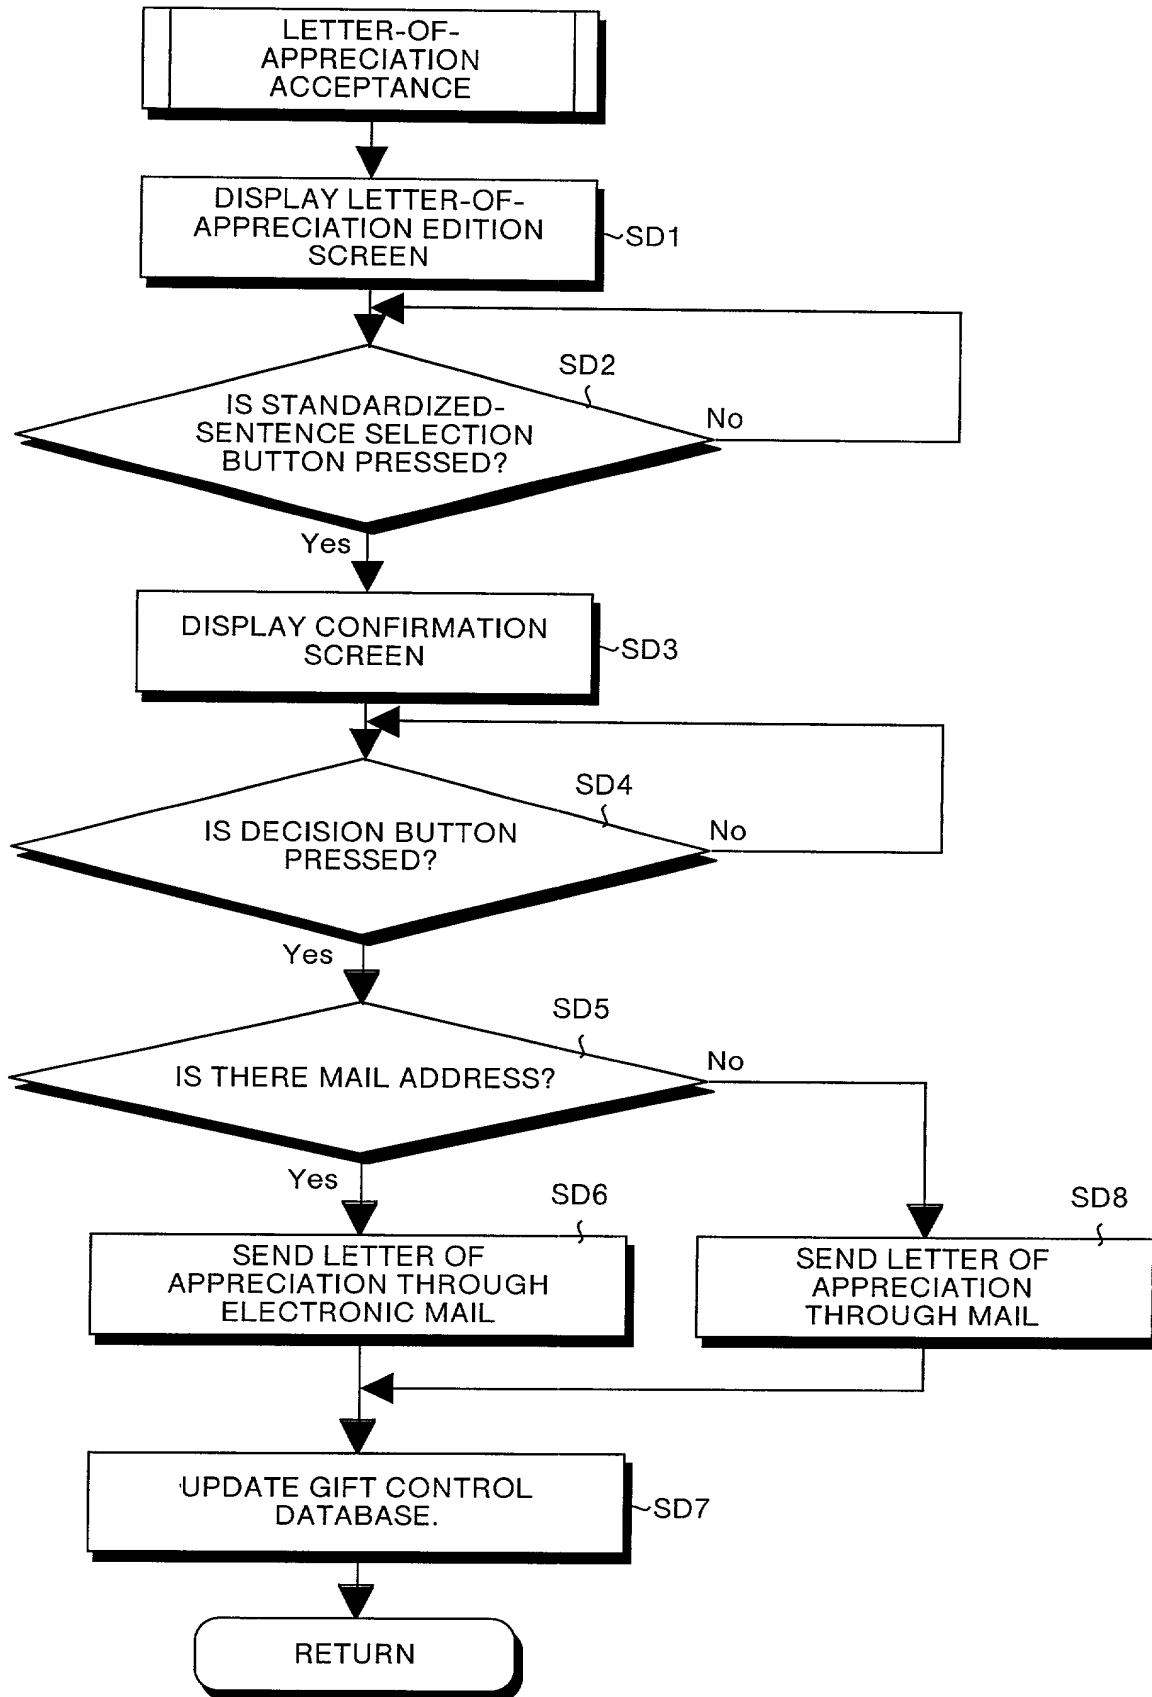 LETTER-OF-
APPRECIATION
ACCEPTANCE
DISPLAY LETTER-OF-
APPRECIATION EDITION
SCREEN
SD1
SD2
IS STANDARDIZED-
SENTENCE SELECTION
BUTTON PRESSED?
No
Yes
DISPLAY CONFIRMATION
SCREEN
SD3
SD4
IS DECISION BUTTON
PRESSED?
No
Yes
SD5
IS THERE MAIL ADDRESS?
No
Yes
SD6
SEND LETTER OF
APPRECIATION THROUGH
ELECTRONIC MAIL
SD8
SEND LETTER OF
APPRECIATION
THROUGH MAIL
UPDATE GIFT CONTROL
DATABASE.
SD7
RETURN